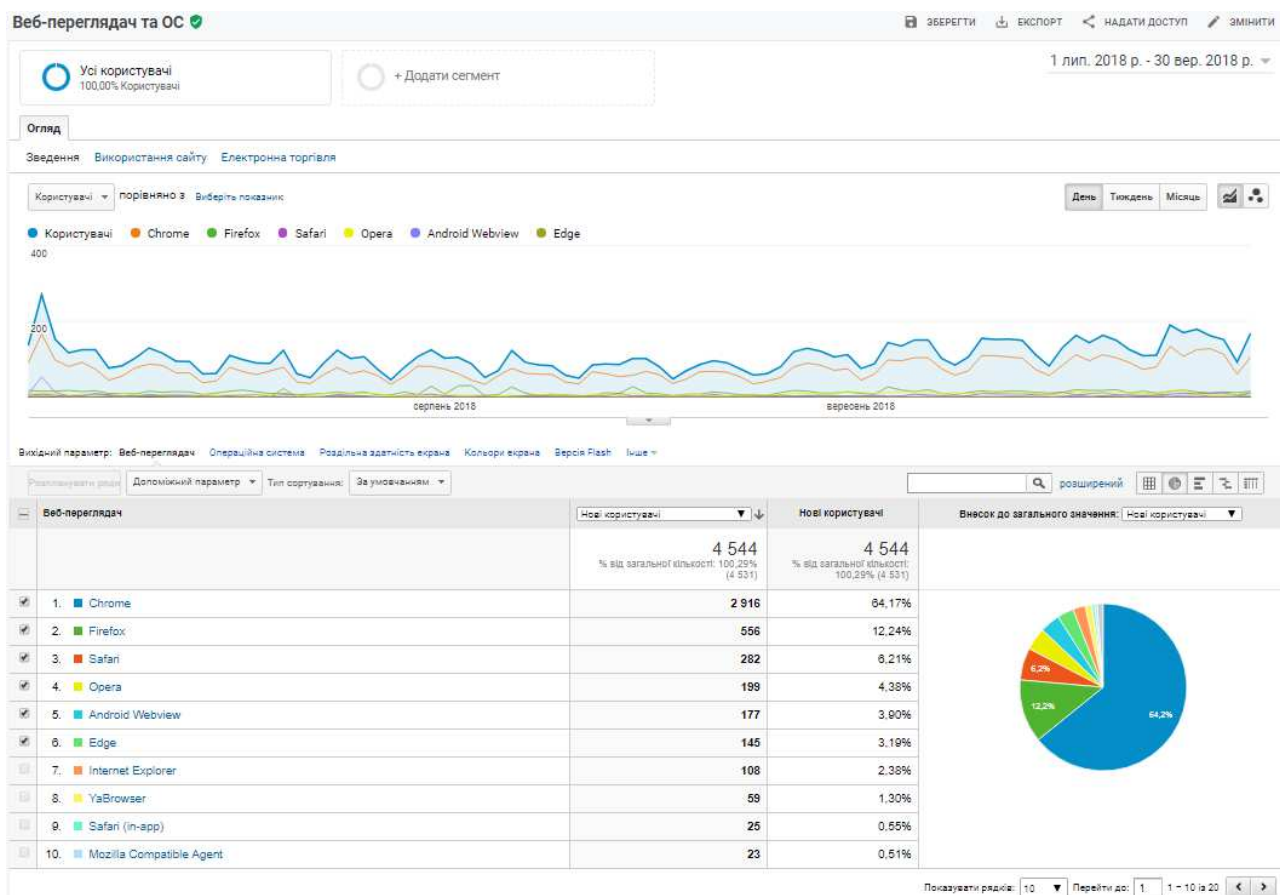 Веб-переглядач та ОС
ЗБЕРЕГТИ ЕКСПОРТ НАДАТИ ДОСТУП ЗМІНИТИ
1 лип. 2018 р. - 30 вер. 2018 р.
Усі користувачі
100,00% Користувачі
+ Додати сегмент
Огляд
Зведення Використання сайту Електронна торгівля
Користувачі порівняно з Виберіть показник
День Тиждень Місяць
Користувачі Chrome Firefox Safari Opera Android Webview Edge
400
200
серпень 2018 вересень 2018
Вихідний параметр: Веб-переглядач Операційна система Роздільна здатність екрана Кольори екрана Версія Flash Інше
Розпланувати ряди Допоміжний параметр Тип сортування: За умовчанням розширений
Веб-переглядач Нові користувачі Нові користувачі Внесок до загального значення: Нові користувачі
4 544 4 544
% від загальної кількості: 100,29% % від загальної кількості:
(4 531) 100,29% (4 531)
1. Chrome 2 916 64,17%
2. Firefox 556 12,24%
3. Safari 282 6,21%
4. Opera 199 4,38%
5. Android Webview 177 3,90%
6. Edge 145 3,19%
7. Internet Explorer 108 2,38%
8. YaBrowser 59 1,30%
9. Safari (in-app) 25 0,55%
10. Mozilla Compatible Agent 23 0,51%
6,2%
12,2%
64,2%
Показувати рядків: 10 Перейти до: 1 1 – 10 із 20